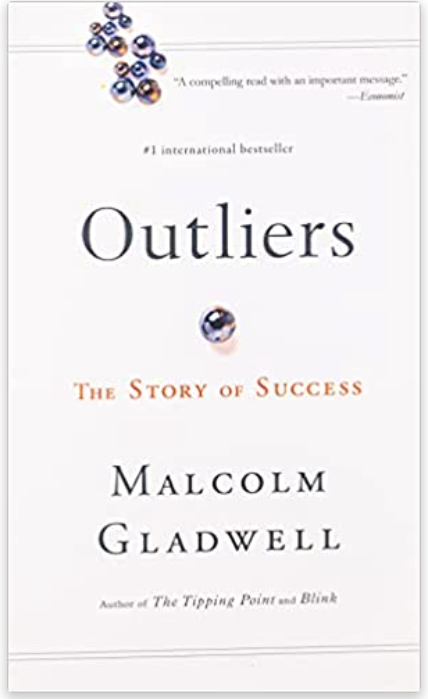 "A compelling read with an important message."
—Economist
#1 international bestseller
Outliers
The Story of Success
Malcolm
Gladwell
Author of The Tipping Point and Blink